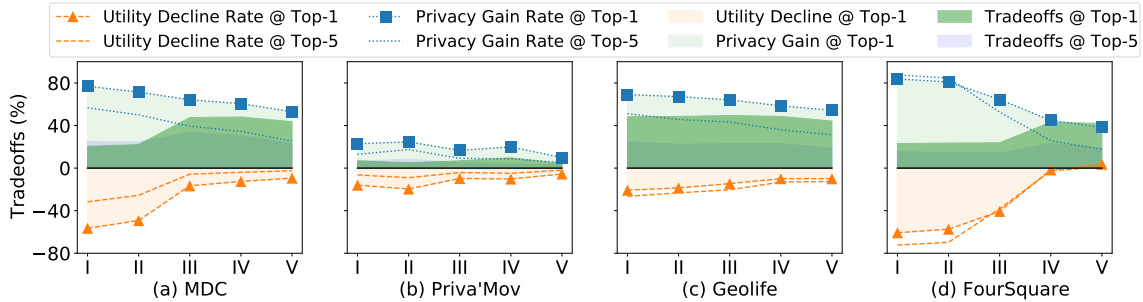 Utility Decline Rate @ Top-1 Privacy Gain Rate @ Top-1 Utility Decline @ Top-1 Tradeoffs @ Top-1
Utility Decline Rate @ Top-5 Privacy Gain Rate @ Top-5 Privacy Gain @ Top-1 Tradeoffs @ Top-5
Tradeoffs (%)
80
40
0
−40
−80
I II III IV V
I II III IV V
I II III IV V
I II III IV V
(a) MDC
(b) Priva'Mov
(c) Geolife
(d) FourSquare